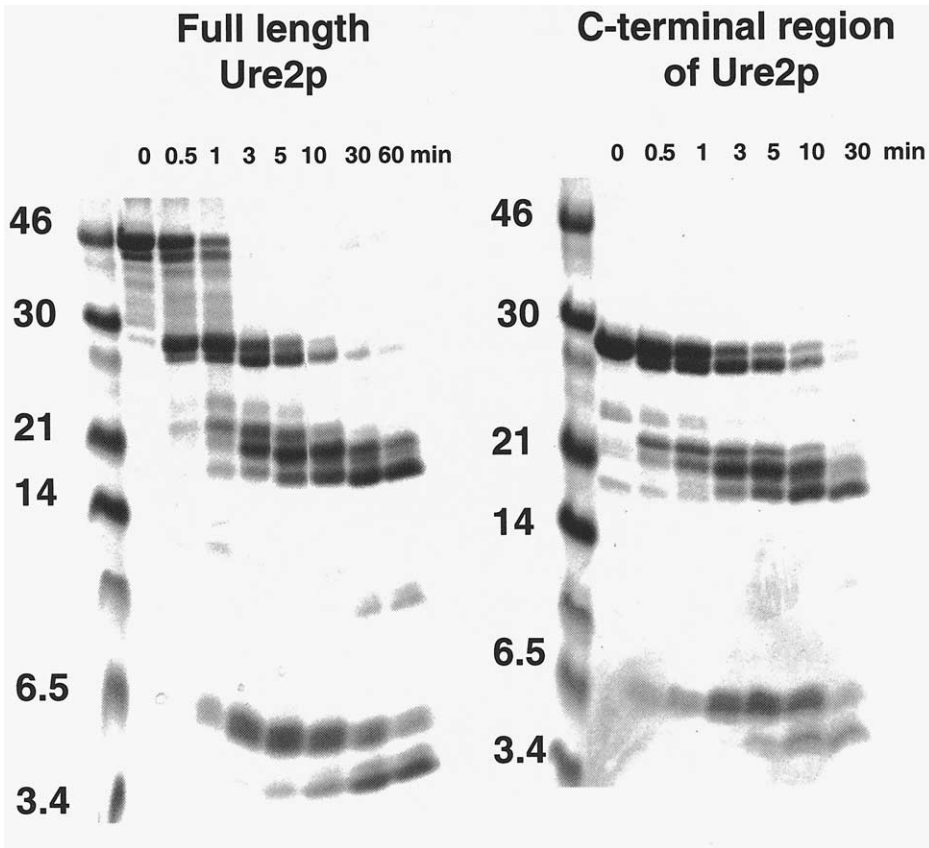 Full length
Ure2p
0 0.5 1 3 5 10 30 60 min
46
30
21
14
6.5
3.4
C-terminal region
of Ure2p
0 0.5 1 3 5 10 30 min
46
30
21
14
6.5
3.4